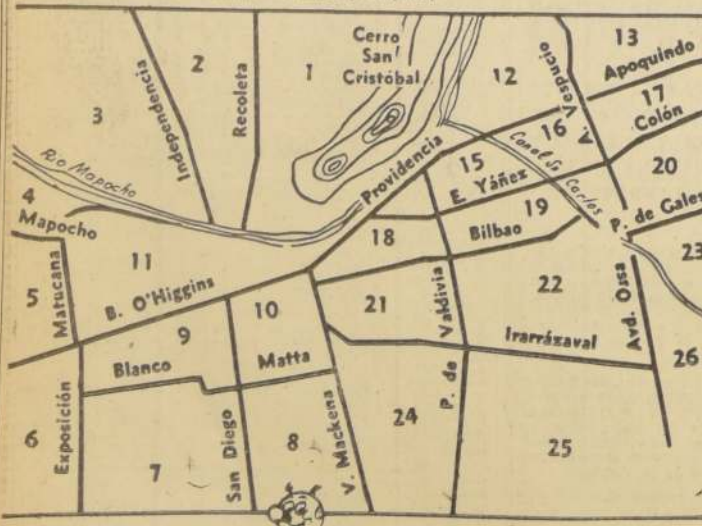 Cerro
San
Cristóbal
1
2
3
Independencia
Recoleta
12
13
Apoquindo
A. Vespucio
17
Colón
16
Providencia
15
E. Yáñez
Canal Sn Carlos
20
19
P. de Gales
Bilbao
18
Rio Mapocho
4
Mapocho
11
5
Matucana
B. O'Higgins
10
21
Valdivia
22
23
Avd. Ossa
Irarrázaval
9
Blanco
Matta
26
6
Exposición
7
San Diego
8
V. Mackena
24
P. de
25